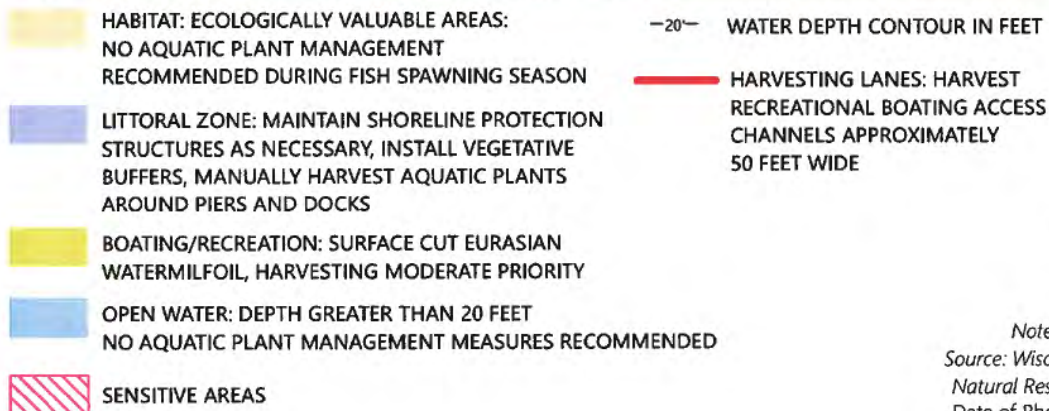 HABITAT: ECOLOGICALLY VALUABLE AREAS:
NO AQUATIC PLANT MANAGEMENT
RECOMMENDED DURING FISH SPAWNING SEASON
LITTORAL ZONE: MAINTAIN SHORELINE PROTECTION
STRUCTURES AS NECESSARY, INSTALL VEGETATIVE
BUFFERS, MANUALLY HARVEST AQUATIC PLANTS
AROUND PIERS AND DOCKS
BOATING/RECREATION: SURFACE CUT EURASIAN
WATERMILFOIL, HARVESTING MODERATE PRIORITY
OPEN WATER: DEPTH GREATER THAN 20 FEET
NO AQUATIC PLANT MANAGEMENT MEASURES RECOMMENDED
SENSITIVE AREAS
—20'— WATER DEPTH CONTOUR IN FEET
HARVESTING LANES: HARVEST
RECREATIONAL BOATING ACCESS
CHANNELS APPROXIMATELY
50 FEET WIDE
Note
Source: Wisc
Natural Res